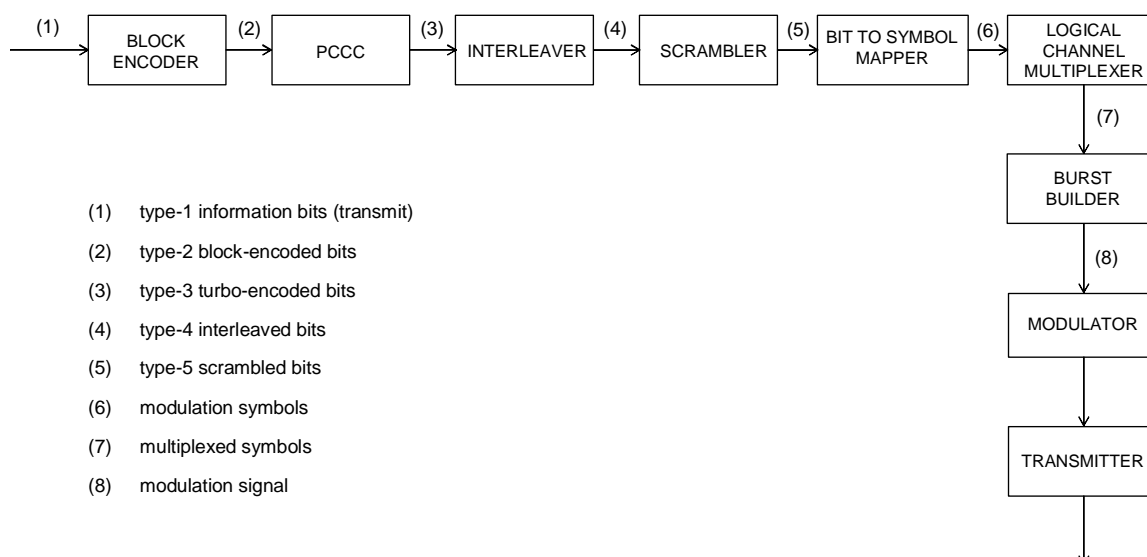 (1)
BLOCK
ENCODER
(2)
PCCC
(3)
INTERLEAVER
(4)
SCRAMBLER
(5)
BIT TO SYMBOL
MAPPER
(6)
LOGICAL
CHANNEL
MULTIPLEXER
(7)
BURST
BUILDER
(8)
MODULATOR
TRANSMITTER
(1) type-1 information bits (transmit)
(2) type-2 block-encoded bits
(3) type-3 turbo-encoded bits
(4) type-4 interleaved bits
(5) type-5 scrambled bits
(6) modulation symbols
(7) multiplexed symbols
(8) modulation signal